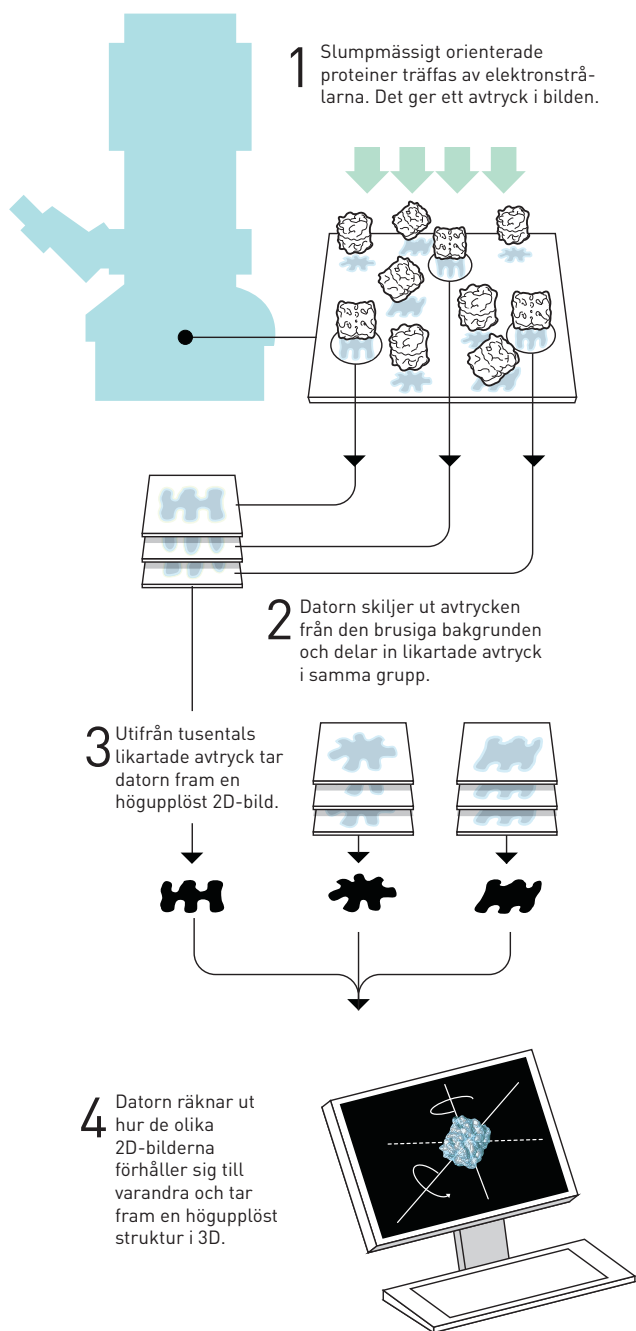 1
Slumpmässigt orienterade
proteiner träffas av elektronstrå-
larna. Det ger ett avtryck i bilden.
2
Datorn skiljer ut avtrycken
från den brusiga bakgrunden
och delar in likartade avtryck
i samma grupp.
3
Utifrån tusentals
likartade avtryck tar
datorn fram en
högupplöst 2D-bild.
4
Datorn räknar ut
hur de olika
2D-bilderna
förhåller sig till
varandra och tar
fram en högupplöst
struktur i 3D.